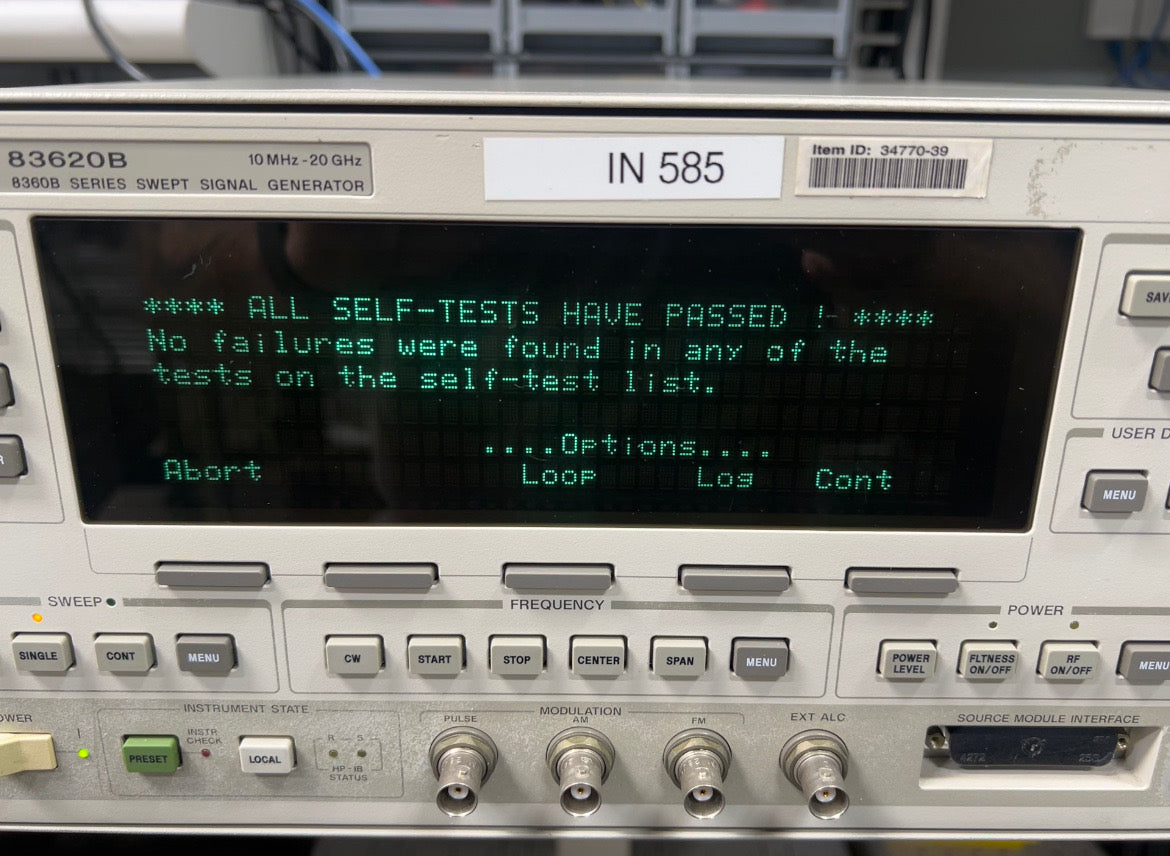 83620B
10 MHz - 20 GHz
8360B SERIES SWEPT SIGNAL GENERATOR
IN 585
Item ID: 34770-39
**** ALL SELF-TESTS HAVE PASSED ! ****
No failures were found in any of the
tests on the self-test list.
....Options....
Abort Loop Log Cont
USER
MENU
SWEEP
SINGLE
CONT
MENU
FREQUENCY
CW
START
STOP
CENTER
SPAN
MENU
POWER
POWER LEVEL
FLTNESS ON/OFF
RF ON/OFF
MENU
INSTRUMENT STATE
PRESET
INSTR CHECK
LOCAL
R S
HP-IB STATUS
MODULATION
PULSE
AM
FM
EXT ALC
SOURCE MODULE INTERFACE